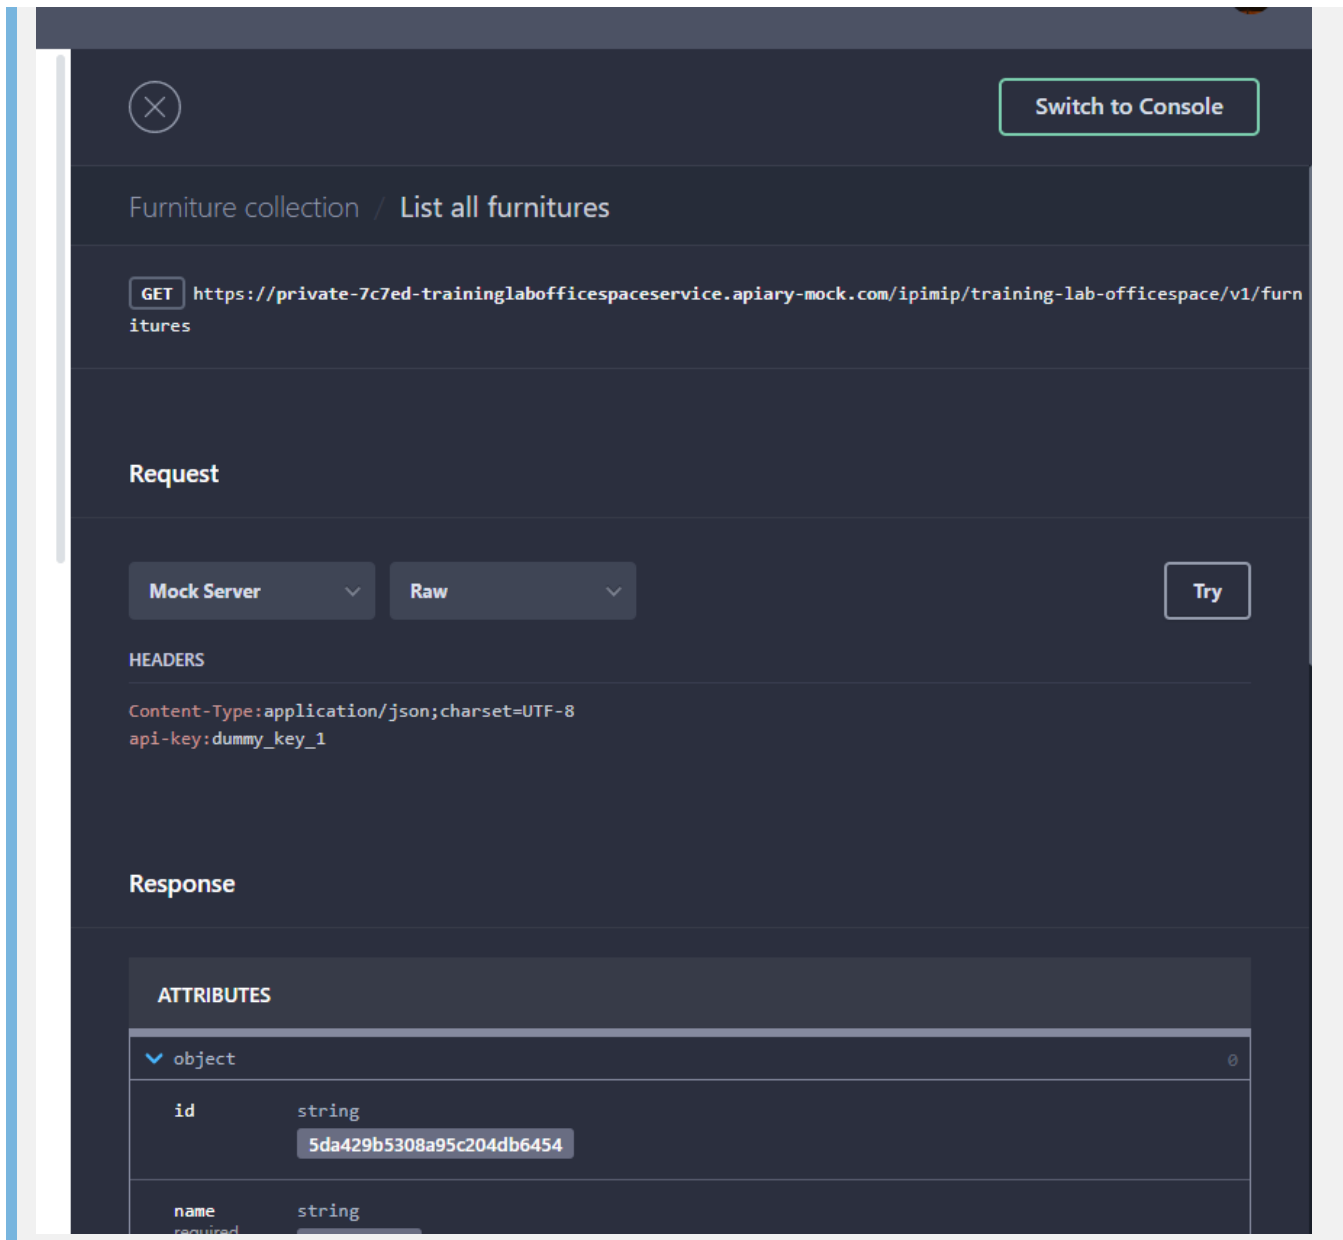 Switch to Console
Furniture collection / List all furnitures
GET https://private-7c7ed-traininglabofficespaceservice.apiary-mock.com/ipimip/training-lab-officespace/v1/furn
itures
Request
Mock Server Raw Try
HEADERS
Content-Type:application/json;charset=UTF-8
api-key:dummy_key_1
Response
ATTRIBUTES
object 0
id string
5da429b5308a95c204db6454
name string
required